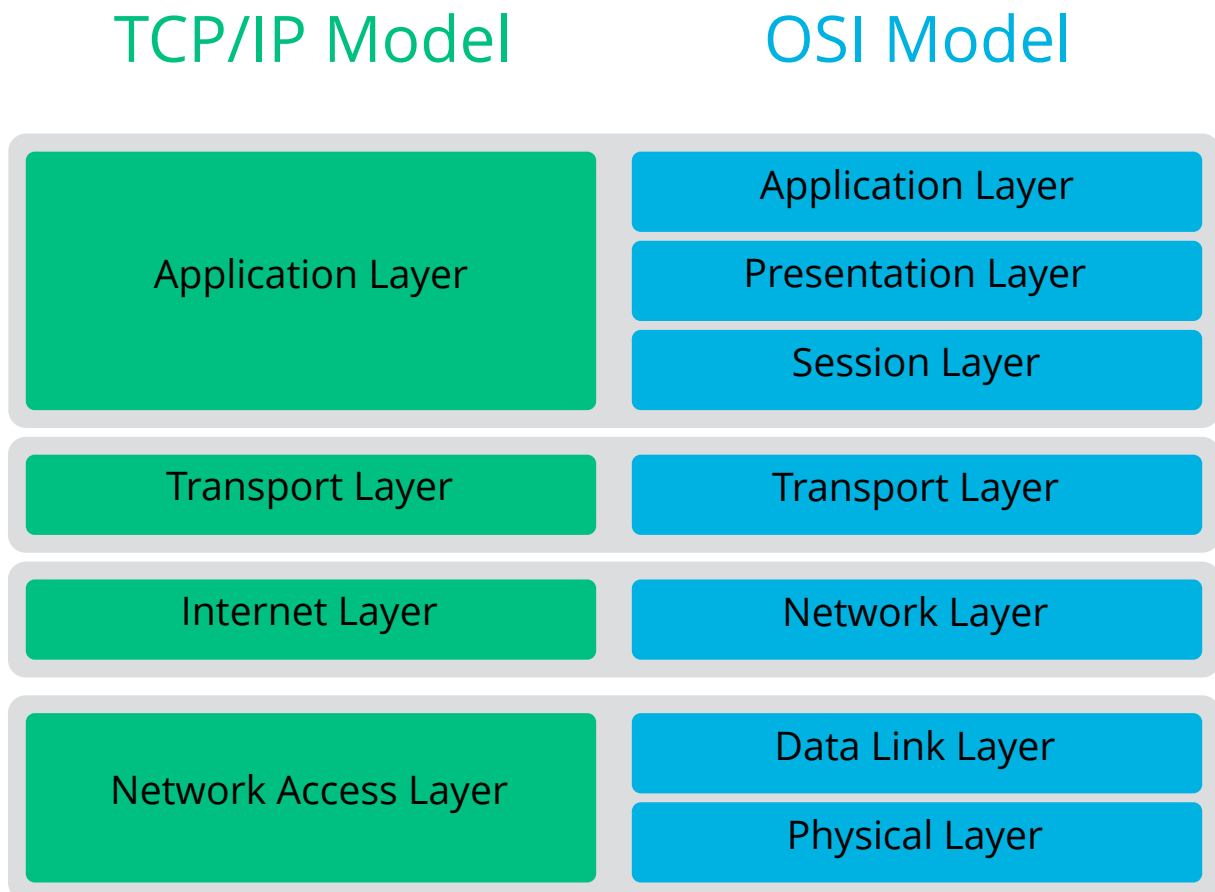 TCP/IP Model
OSI Model
Application Layer
Application Layer
Presentation Layer
Session Layer
Transport Layer
Transport Layer
Internet Layer
Network Layer
Network Access Layer
Data Link Layer
Physical Layer